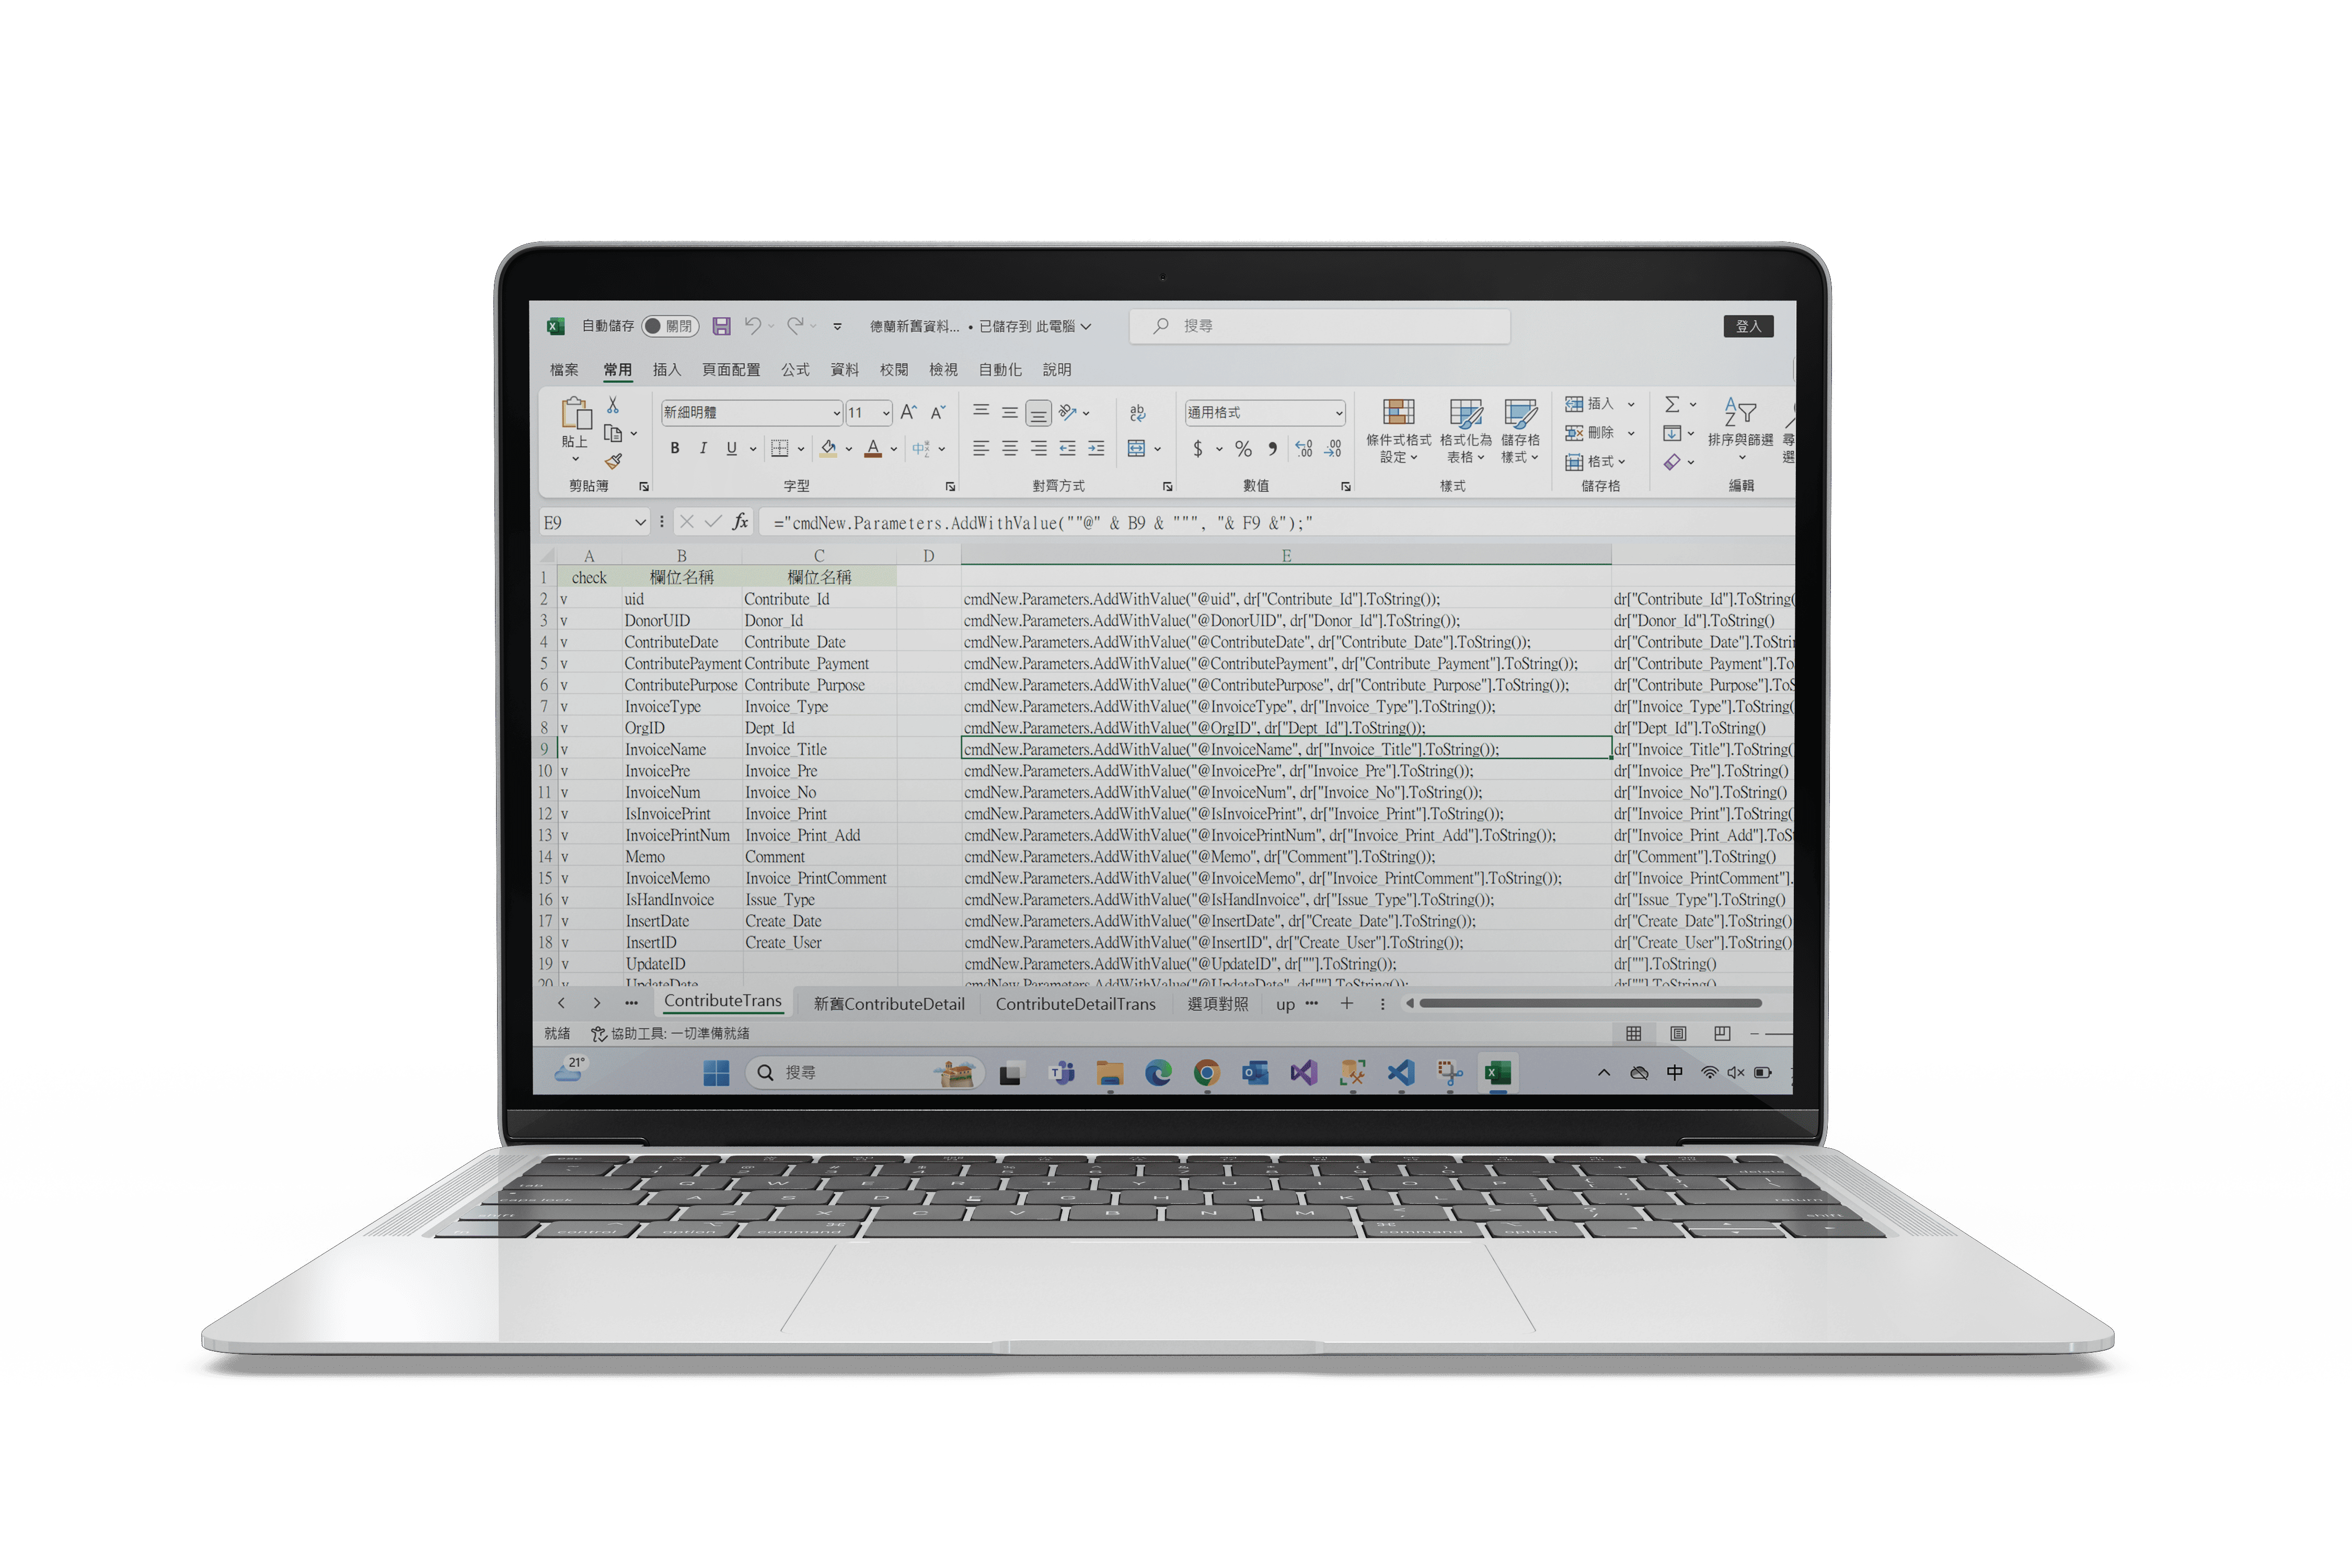 自動儲存 關閉 德蘭新舊資料... • 已儲存到 此電腦 搜尋 登入
檔案 常用 插入 頁面配置 公式 資料 校閱 檢視 自動化 說明
貼上 新細明體 11 通用格式 條件式格式設定 格式化為表格 儲存格樣式 插入 刪除 格式 排序與篩選
剪貼簿 字型 對齊方式 數值 樣式 儲存格 編輯
E9 fx ="cmdNew.Parameters.AddWithValue(""@" & B9 & """, "& F9 &");"
A B C D E
1 check 欄位名稱 欄位名稱
2 v uid Contribute_Id cmdNew.Parameters.AddWithValue("@uid", dr["Contribute_Id"].ToString()); dr["Contribute_Id"].ToString(
3 v DonorUID Donor_Id cmdNew.Parameters.AddWithValue("@DonorUID", dr["Donor_Id"].ToString()); dr["Donor_Id"].ToString()
4 v ContributeDate Contribute_Date cmdNew.Parameters.AddWithValue("@ContributeDate", dr["Contribute_Date"].ToString()); dr["Contribute_Date"].ToStri
5 v ContributePayment Contribute_Payment cmdNew.Parameters.AddWithValue("@ContributePayment", dr["Contribute_Payment"].ToString()); dr["Contribute_Payment"].To
6 v ContributePurpose Contribute_Purpose cmdNew.Parameters.AddWithValue("@ContributePurpose", dr["Contribute_Purpose"].ToString()); dr["Contribute_Purpose"].ToS
7 v InvoiceType Invoice_Type cmdNew.Parameters.AddWithValue("@InvoiceType", dr["Invoice_Type"].ToString()); dr["Invoice_Type"].ToString(
8 v OrgID Dept_Id cmdNew.Parameters.AddWithValue("@OrgID", dr["Dept_Id"].ToString()); dr["Dept_Id"].ToString()
9 v InvoiceName Invoice_Title cmdNew.Parameters.AddWithValue("@InvoiceName", dr["Invoice_Title"].ToString()); dr["Invoice_Title"].ToString(
10 v InvoicePre Invoice_Pre cmdNew.Parameters.AddWithValue("@InvoicePre", dr["Invoice_Pre"].ToString()); dr["Invoice_Pre"].ToString()
11 v InvoiceNum Invoice_No cmdNew.Parameters.AddWithValue("@InvoiceNum", dr["Invoice_No"].ToString()); dr["Invoice_No"].ToString()
12 v IsInvoicePrint Invoice_Print cmdNew.Parameters.AddWithValue("@IsInvoicePrint", dr["Invoice_Print"].ToString()); dr["Invoice_Print"].ToString(
13 v InvoicePrintNum Invoice_Print_Add cmdNew.Parameters.AddWithValue("@InvoicePrintNum", dr["Invoice_Print_Add"].ToString()); dr["Invoice_Print_Add"].ToS
14 v Memo Comment cmdNew.Parameters.AddWithValue("@Memo", dr["Comment"].ToString()); dr["Comment"].ToString()
15 v InvoiceMemo Invoice_PrintComment cmdNew.Parameters.AddWithValue("@InvoiceMemo", dr["Invoice_PrintComment"].ToString()); dr["Invoice_PrintComment"].
16 v IsHandInvoice Issue_Type cmdNew.Parameters.AddWithValue("@IsHandInvoice", dr["Issue_Type"].ToString()); dr["Issue_Type"].ToString()
17 v InsertDate Create_Date cmdNew.Parameters.AddWithValue("@InsertDate", dr["Create_Date"].ToString()); dr["Create_Date"].ToString()
18 v InsertID Create_User cmdNew.Parameters.AddWithValue("@InsertID", dr["Create_User"].ToString()); dr["Create_User"].ToString()
19 v UpdateID cmdNew.Parameters.AddWithValue("@UpdateID", dr[""].ToString()); dr[""].ToString()
20 v UpdateDate cmdNew.Parameters.AddWithValue("@UpdateDate", dr[""].ToString()); dr[""].ToString()
ContributeTrans 新舊ContributeDetail ContributeDetailTrans 選項對照 up
就緒 協助工具: 一切準備就緒
21° 搜尋 中